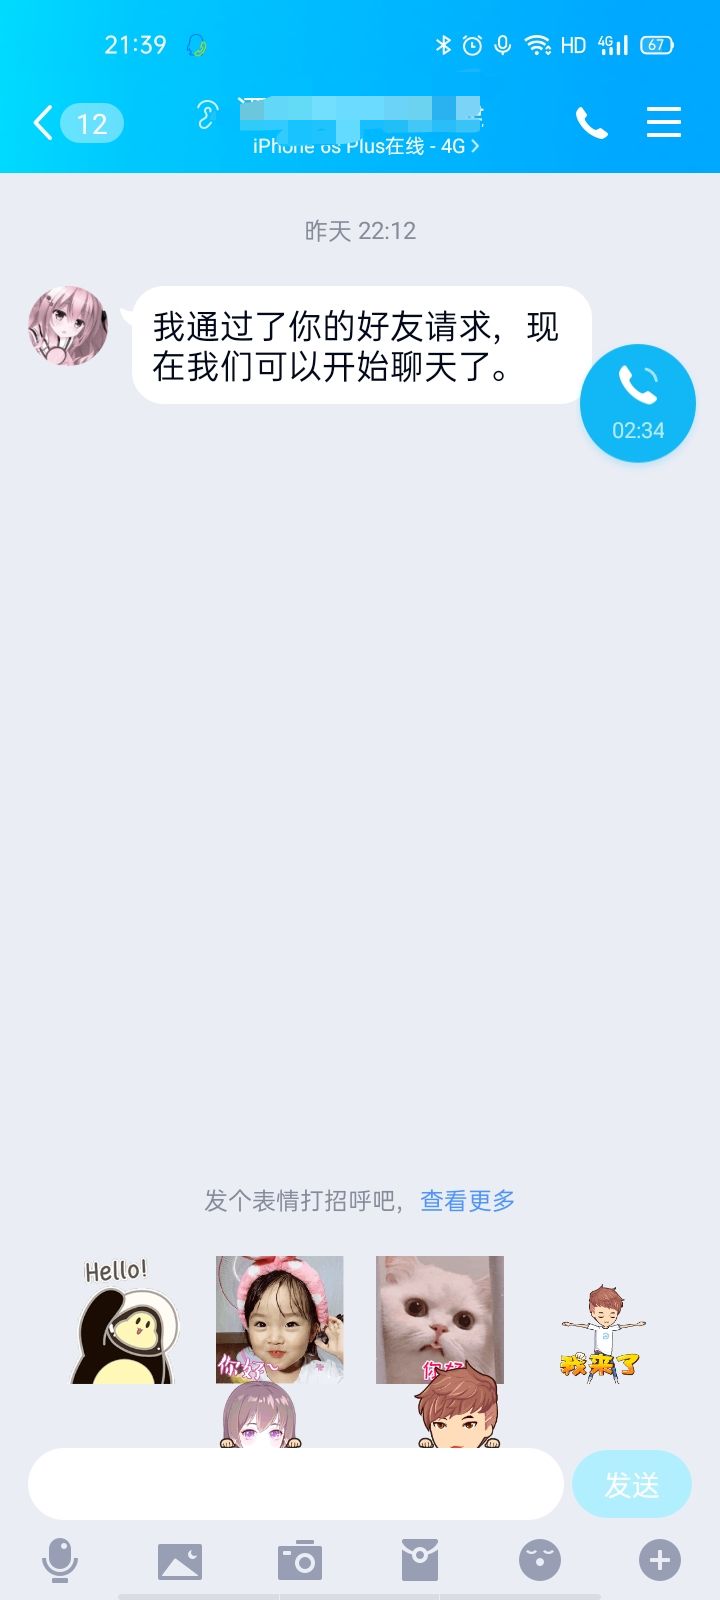 21:39
HD 4G 67
12
iPhone 6s Plus在线 - 4G
昨天 22:12
我通过了你的好友请求，现
在我们可以开始聊天了。
02:34
发个表情打招呼吧，查看更多
Hello!
你好~
你好
我来了
发送